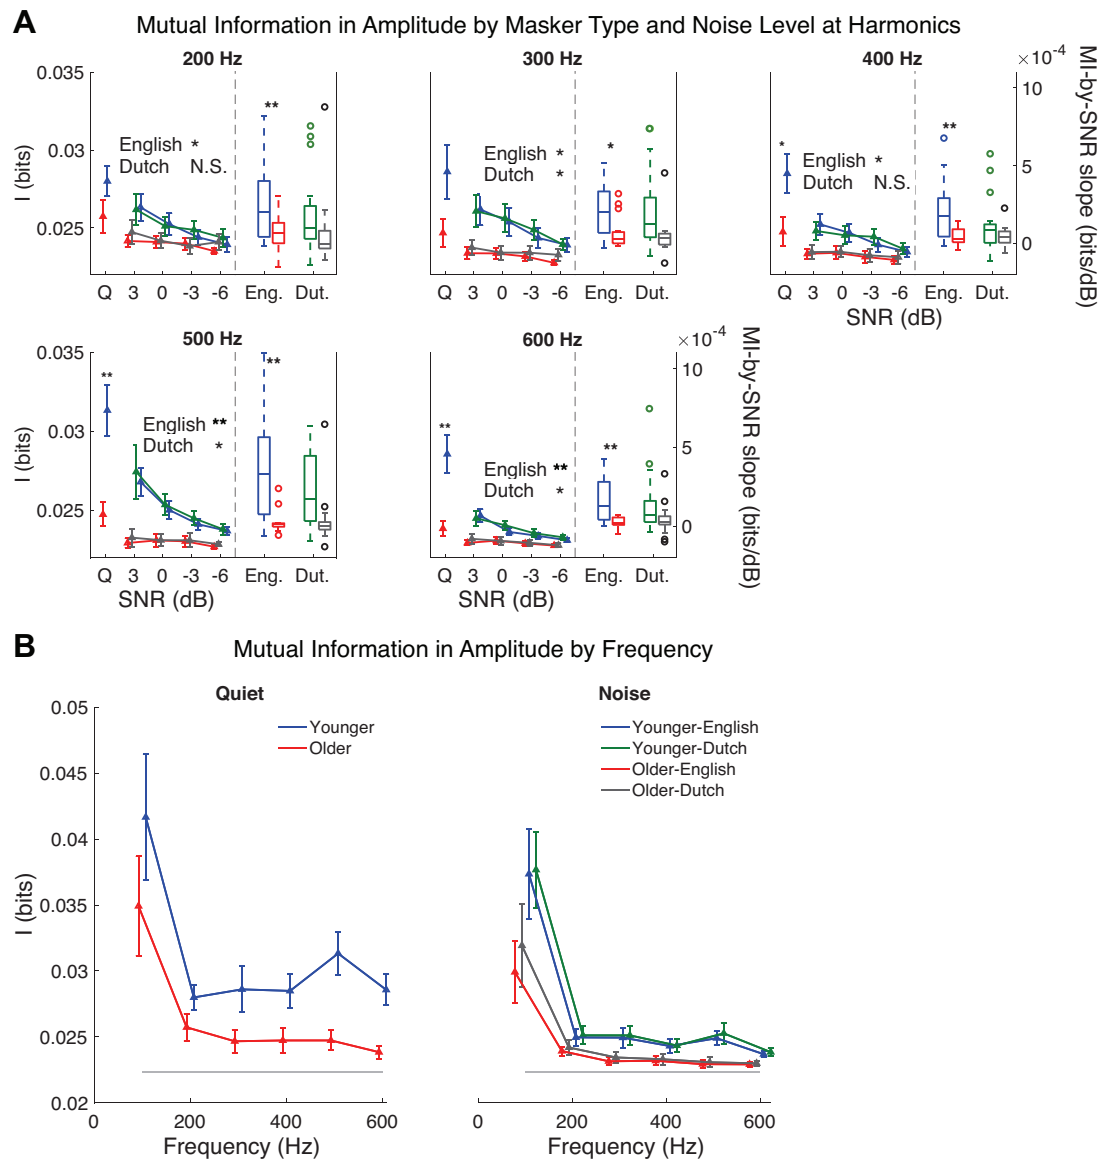 A
Mutual Information in Amplitude by Masker Type and Noise Level at Harmonics
200 Hz
300 Hz
400 Hz
×10⁻⁴
0.035
0.03
0.025
I (bits)
English *
Dutch N.S.
**
English *
Dutch *
*
*
English *
Dutch N.S.
**
10
5
0
MI-by-SNR slope (bits/dB)
Q 3 0 -3 -6 Eng. Dut.
Q 3 0 -3 -6 Eng. Dut.
Q 3 0 -3 -6 Eng. Dut.
SNR (dB)
500 Hz
600 Hz
×10⁻⁴
0.035
0.03
0.025
I (bits)
**
English **
Dutch *
**
**
English **
Dutch *
**
10
5
0
MI-by-SNR slope (bits/dB)
Q 3 0 -3 -6 Eng. Dut.
Q 3 0 -3 -6 Eng. Dut.
SNR (dB)
SNR (dB)
B
Mutual Information in Amplitude by Frequency
Quiet
Younger
Older
0.05
0.045
0.04
0.035
0.03
0.025
0.02
I (bits)
0 200 400 600
Frequency (Hz)
Noise
Younger-English
Younger-Dutch
Older-English
Older-Dutch
0 200 400 600
Frequency (Hz)